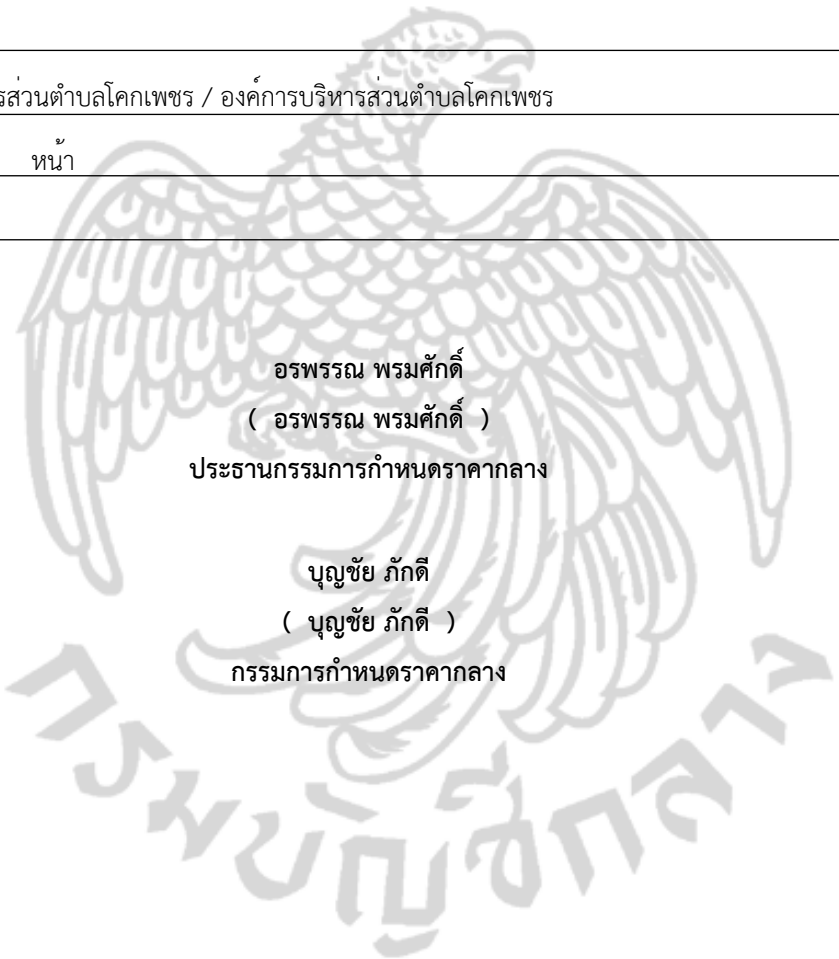 รส่วนตำบลโคกเพชร / องค์การบริหารส่วนตำบลโคกเพชร
หน้า
อรพรรณ พรมศักดิ์
( อรพรรณ พรมศักดิ์ )
ประธานกรรมการกำหนดราคากลาง
บุญชัย ภักดี
( บุญชัย ภักดี )
กรรมการกำหนดราคากลาง
กรมบัญชีกลาง